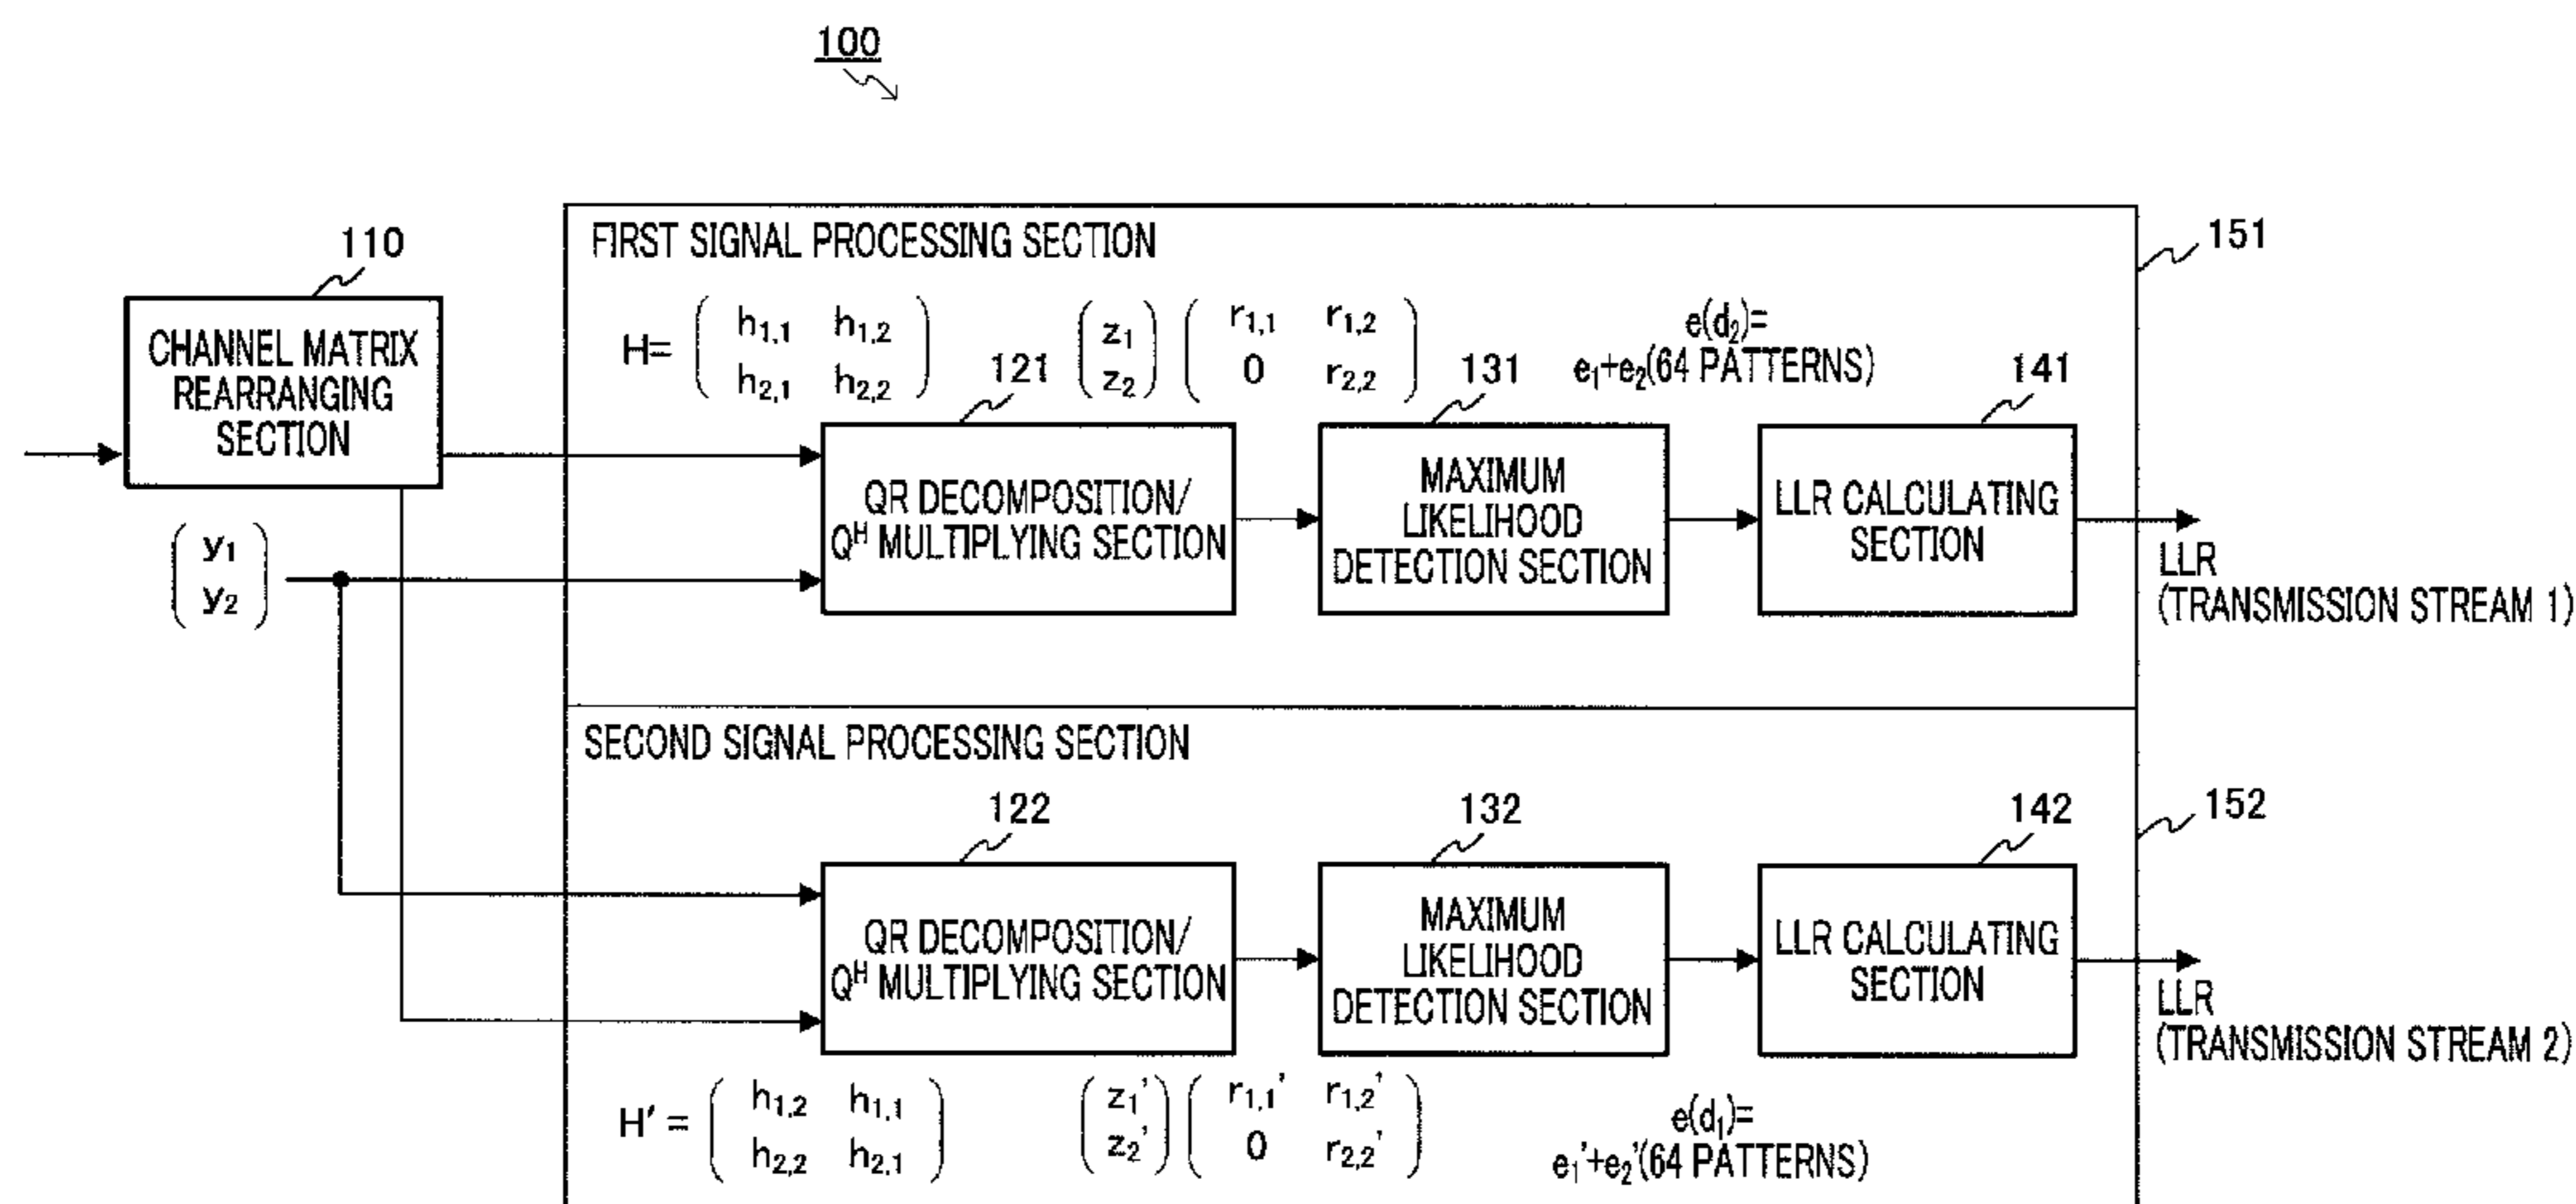 100
110
CHANNEL MATRIX
REARRANGING
SECTION
( y1 )
( y2 )
FIRST SIGNAL PROCESSING SECTION
151
H= ( h1,1 h1,2 )
( h2,1 h2,2 )
121
( z1 ) ( r1,1 r1,2 )
( z2 ) ( 0 r2,2 )
131
e(d2)=
e1+e2(64 PATTERNS)
141
QR DECOMPOSITION/
Q^H MULTIPLYING SECTION
MAXIMUM
LIKELIHOOD
DETECTION SECTION
LLR CALCULATING
SECTION
LLR
(TRANSMISSION STREAM 1)
SECOND SIGNAL PROCESSING SECTION
122
132
142
152
QR DECOMPOSITION/
Q^H MULTIPLYING SECTION
MAXIMUM
LIKELIHOOD
DETECTION SECTION
LLR CALCULATING
SECTION
LLR
(TRANSMISSION STREAM 2)
H' = ( h1,2 h1,1 )
( h2,2 h2,1 )
( z1' ) ( r1,1' r1,2' )
( z2' ) ( 0 r2,2' )
e(d1)=
e1'+e2'(64 PATTERNS)